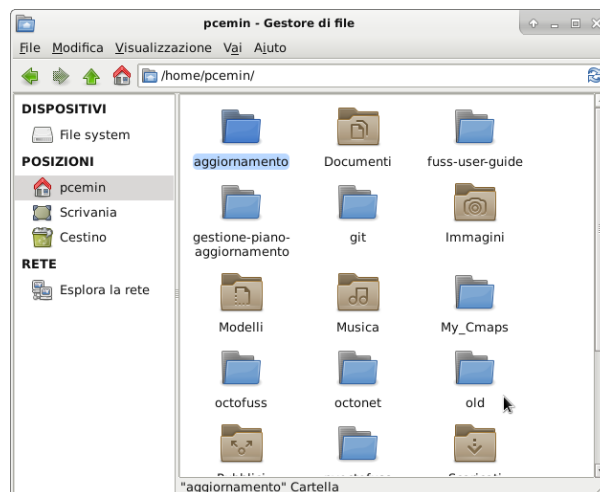 pcemin - Gestore di file
File Modifica Visualizzazione Vai Aiuto
/home/pcemin/
DISPOSITIVI
File system
POSIZIONI
pcemin
Scrivania
Cestino
RETE
Esplora la rete
aggiornamento Documenti fuss-user-guide
gestione-piano-
aggiornamento git Immagini
Modelli Musica My_Cmaps
octofuss octonet old
"aggiornamento" Cartella